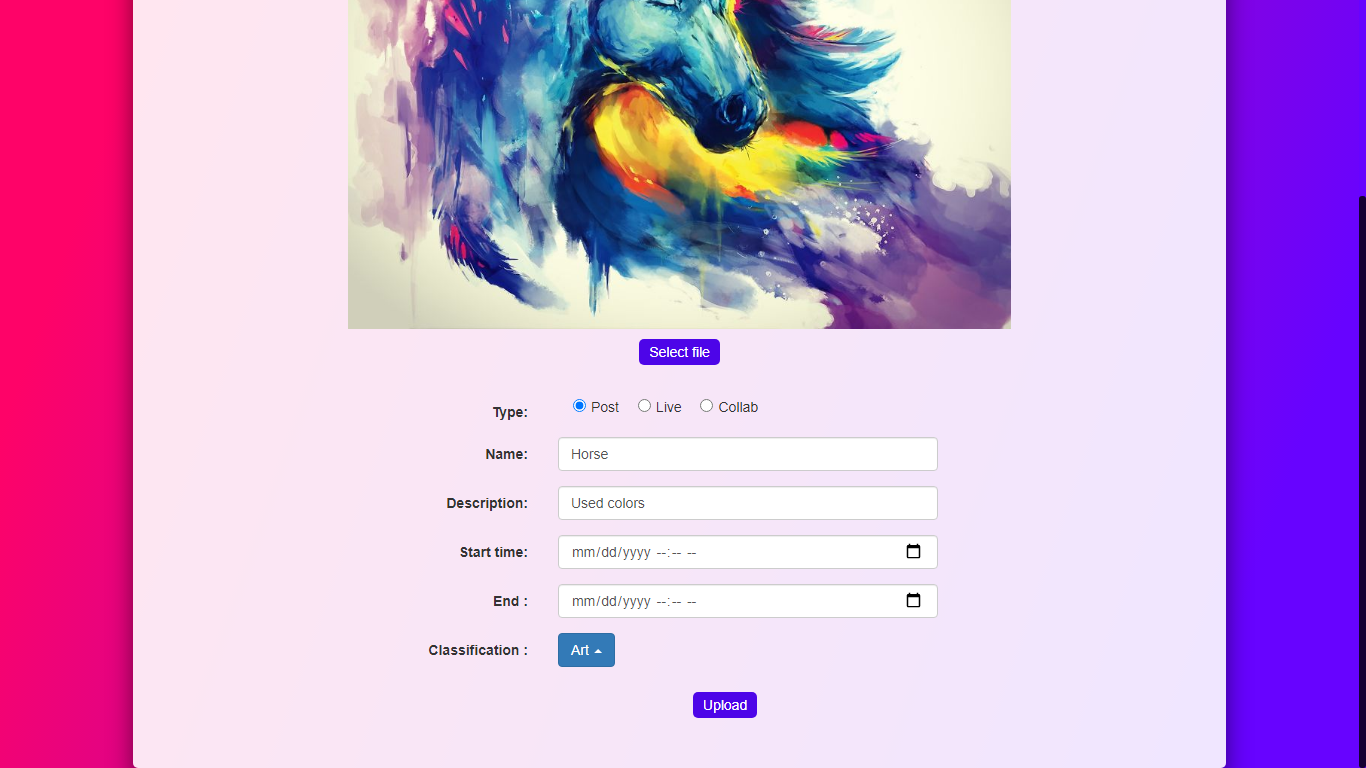 Select file
Type: Post Live Collab
Name: Horse
Description: Used colors
Start time: mm/dd/yyyy --:-- --
End : mm/dd/yyyy --:-- --
Classification : Art
Upload